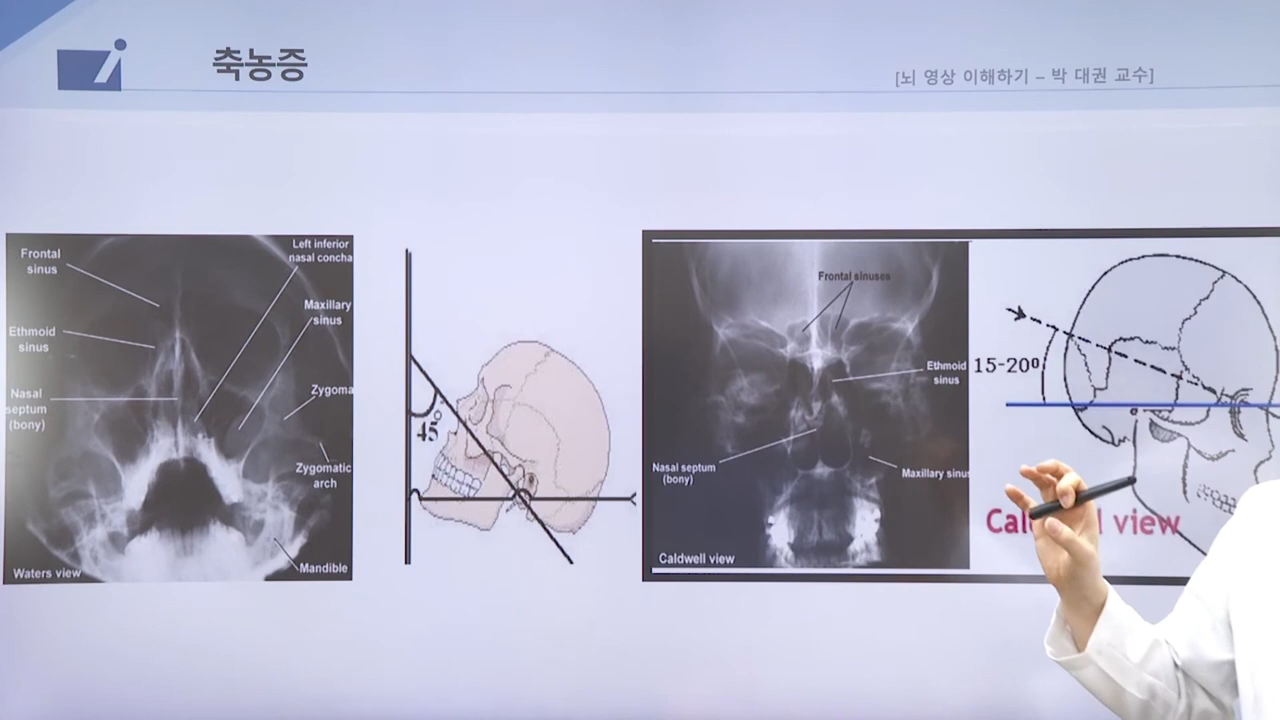 축농증
[뇌 영상 이해하기 – 박 대권 교수]
Frontal
sinus
Left inferior
nasal concha
Maxillary
sinus
Ethmoid
sinus
Nasal
septum
(bony)
Zygoma
Zygomatic
arch
Mandible
Waters view
45°
Frontal sinuses
Ethmoid
sinus
Nasal septum
(bony)
Maxillary sinus
Caldwell view
15-20º
view